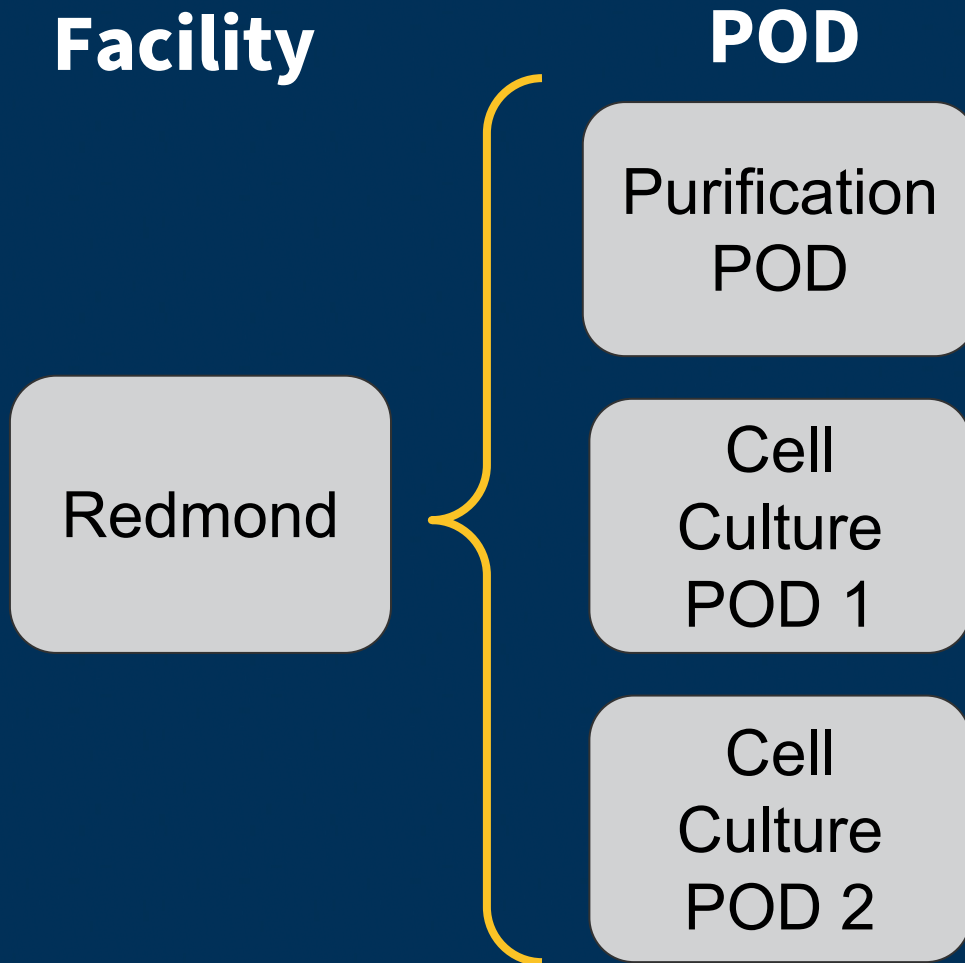 Facility
POD
Purification
POD
Redmond
Cell
Culture
POD 1
Cell
Culture
POD 2